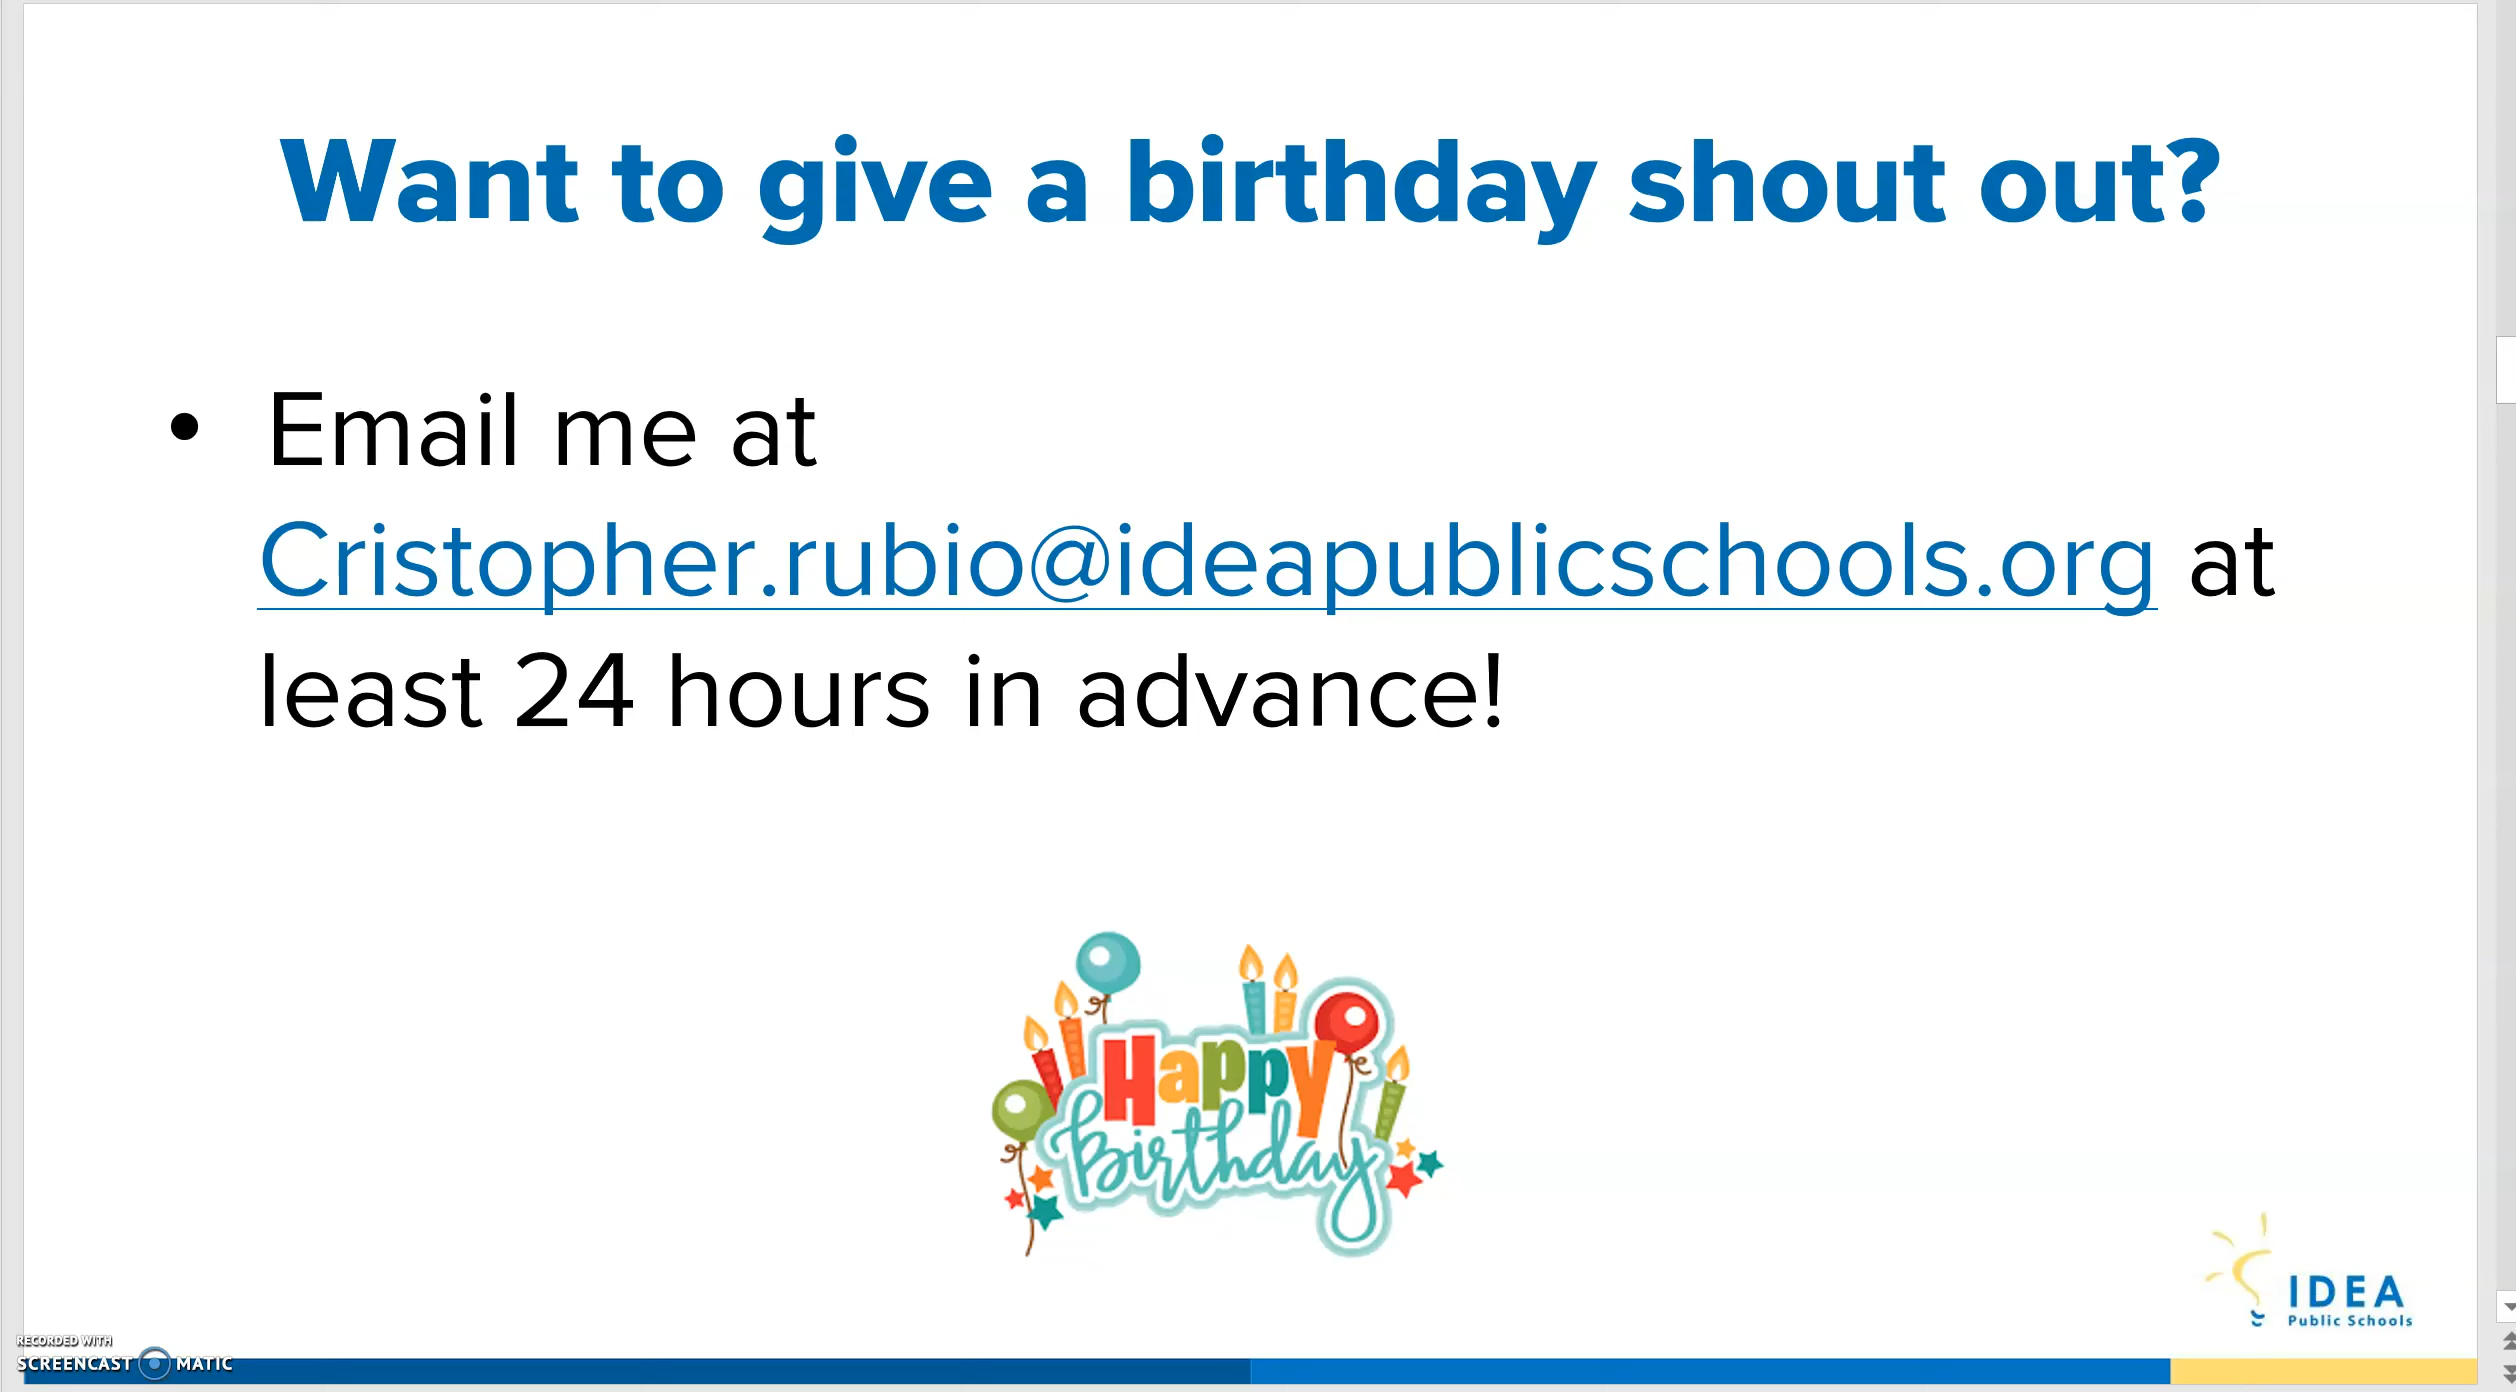 Want to give a birthday shout out?
• Email me at
Cristopher.rubio@ideapublicschools.org at
least 24 hours in advance!
Happy
Birthday
IDEA
Public Schools
RECORDED WITH
SCREENCAST MATIC